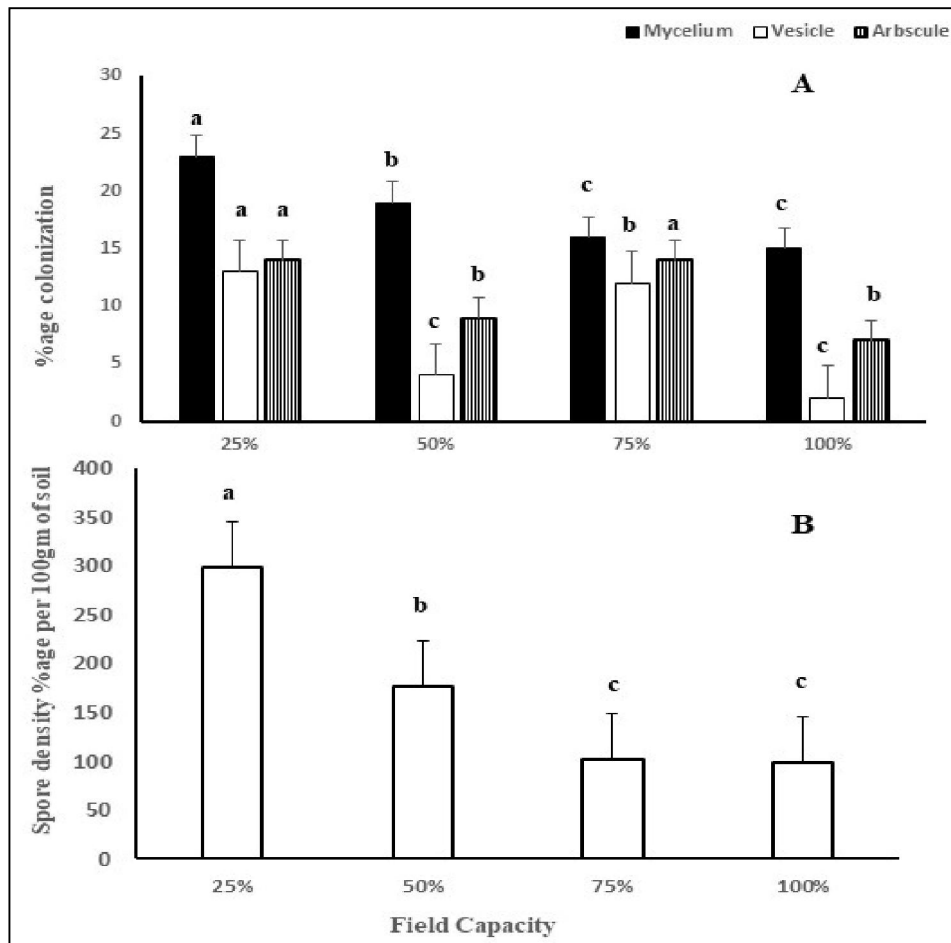 Mycelium Vesicle Arbscule
A
%age colonization
30
25
20
15
10
5
0
a
a a
b
c
b
c
b
a
c
c
b
25% 50% 75% 100%
B
Spore density %age per 100gm of soil
400
350
300
250
200
150
100
50
0
a
b
c
c
25% 50% 75% 100%
Field Capacity